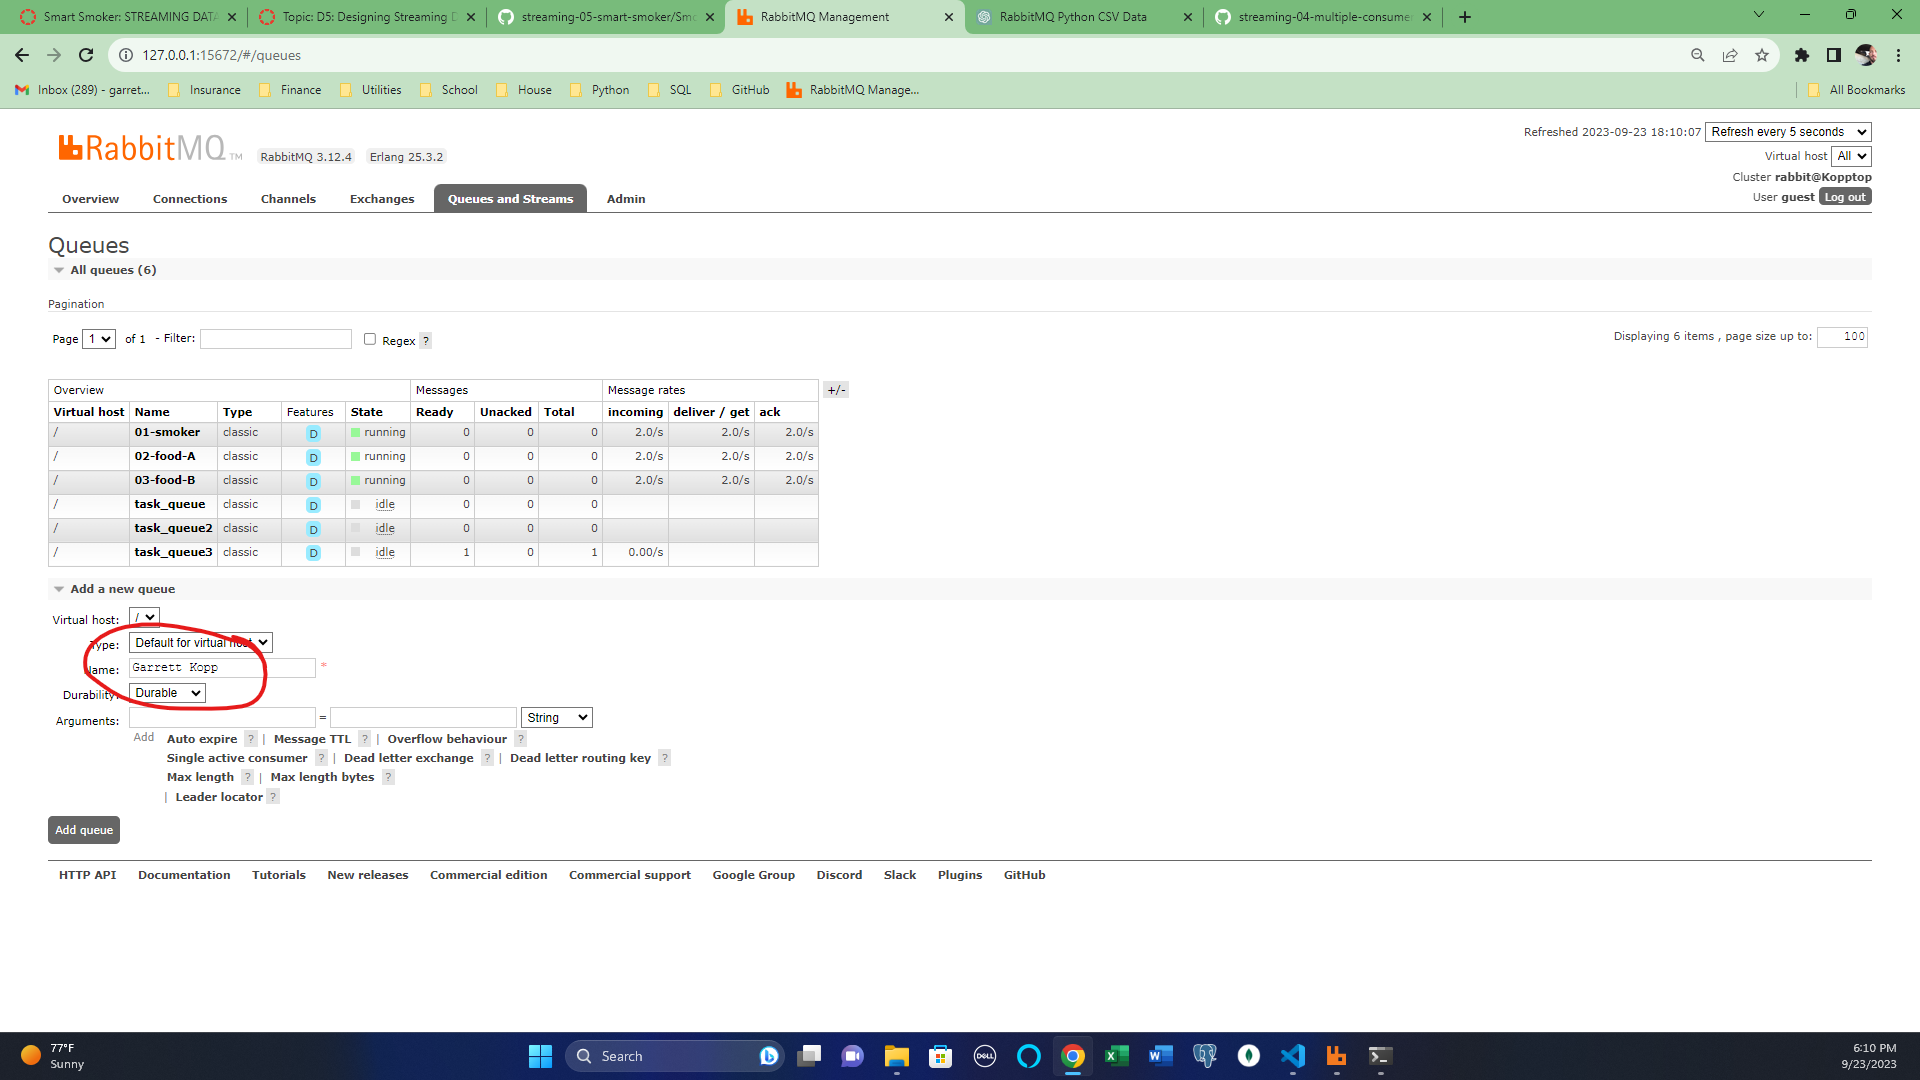 Smart Smoker: STREAMING DATA
Topic: D5: Designing Streaming D
streaming-05-smart-smoker/Smo
RabbitMQ Management
RabbitMQ Python CSV Data
streaming-04-multiple-consume
127.0.0.1:15672/#/queues
Inbox (289) - garret...
Insurance
Finance
Utilities
School
House
Python
SQL
GitHub
RabbitMQ Manage...
All Bookmarks
RabbitMQ TM
RabbitMQ 3.12.4
Erlang 25.3.2
Refreshed 2023-09-23 18:10:07 Refresh every 5 seconds
Virtual host All
Cluster rabbit@Kopptop
User guest Log out
Overview Connections Channels Exchanges Queues and Streams Admin
Queues
All queues (6)
Pagination
Page 1 of 1 - Filter: Regex ?
Displaying 6 items , page size up to: 100
Overview Messages Message rates +/-
Virtual host Name Type Features State Ready Unacked Total incoming deliver / get ack
/ 01-smoker classic D running 0 0 0 2.0/s 2.0/s 2.0/s
/ 02-food-A classic D running 0 0 0 2.0/s 2.0/s 2.0/s
/ 03-food-B classic D running 0 0 0 2.0/s 2.0/s 2.0/s
/ task_queue classic D idle 0 0 0
/ task_queue2 classic D idle 0 0 0
/ task_queue3 classic D idle 1 0 1 0.00/s
Add a new queue
Virtual host: /
Type: Default for virtual host
Name: Garrett Kopp *
Durability: Durable
Arguments: = String
Add Auto expire ? | Message TTL ? | Overflow behaviour ?
Single active consumer ? | Dead letter exchange ? | Dead letter routing key ?
Max length ? | Max length bytes ?
| Leader locator ?
Add queue
HTTP API Documentation Tutorials New releases Commercial edition Commercial support Google Group Discord Slack Plugins GitHub
77°F
Sunny
Search
DELL
6:10 PM
9/23/2023